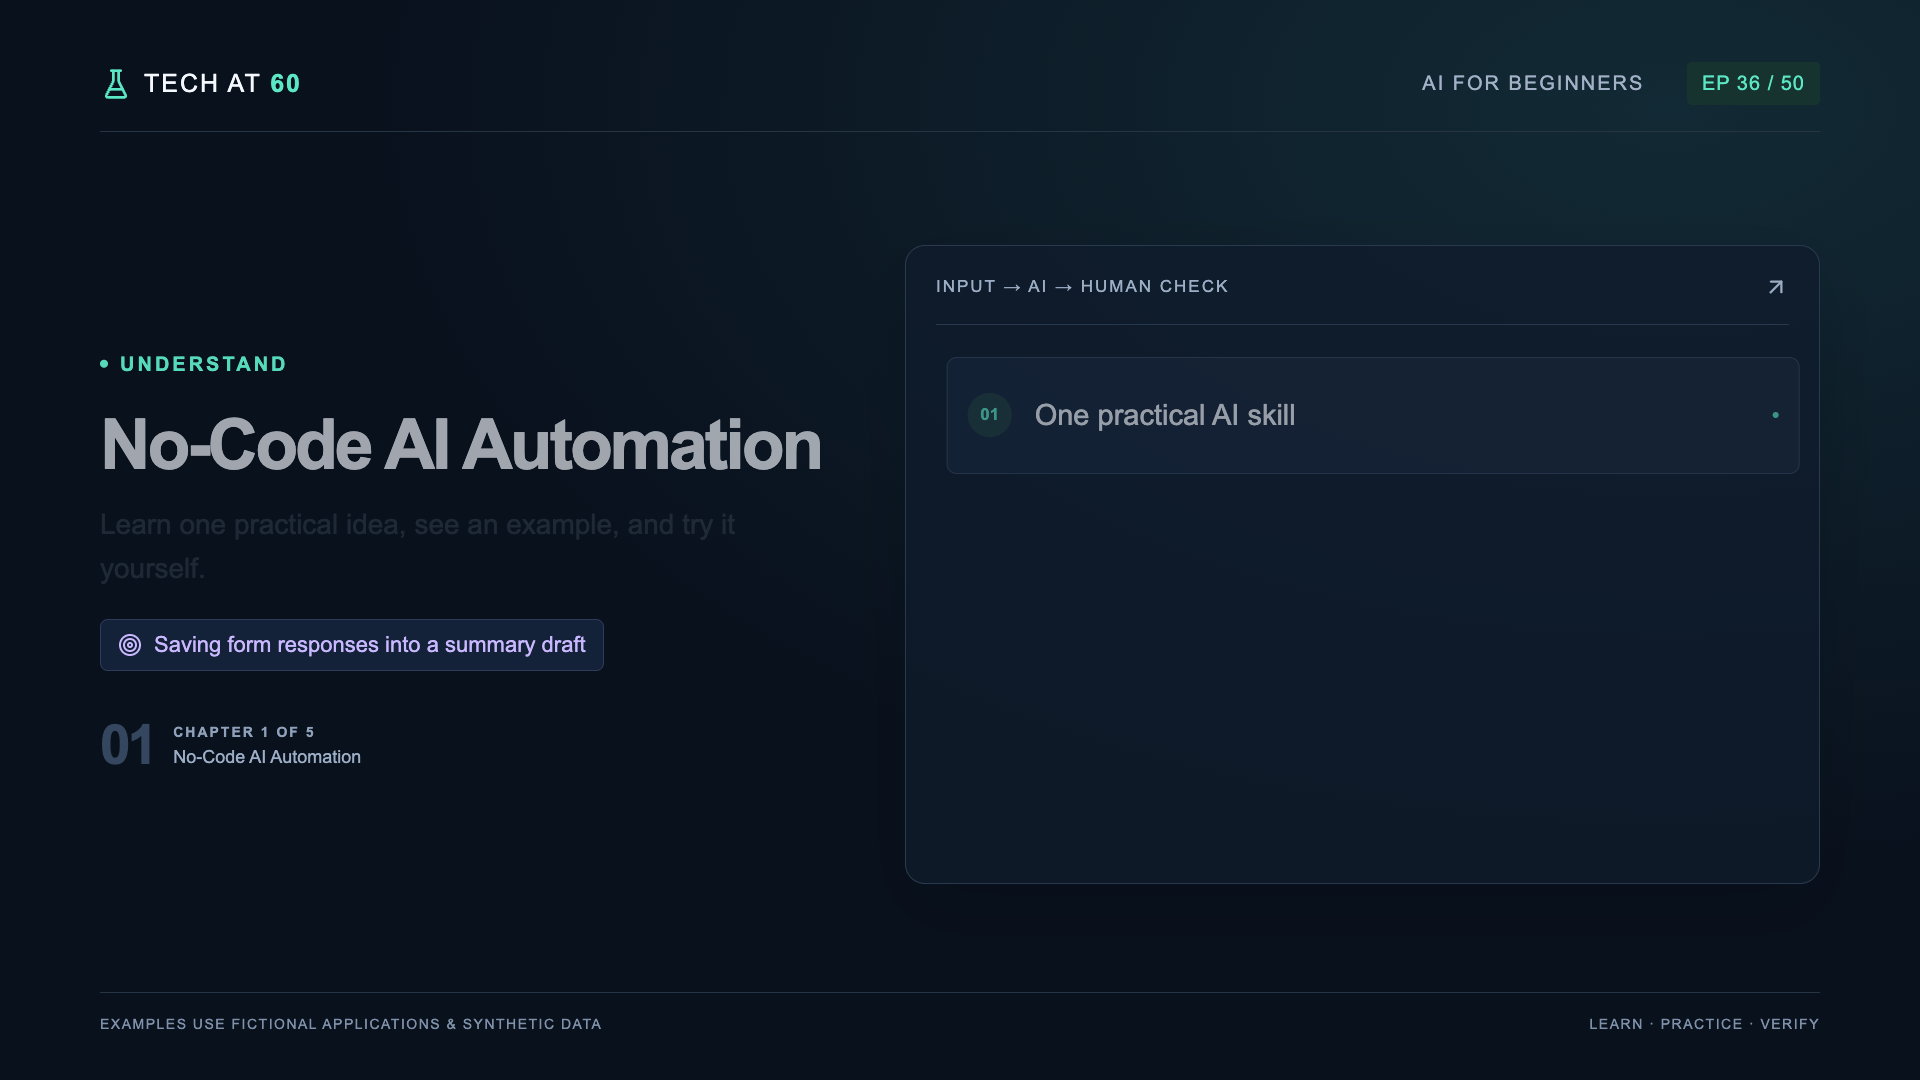 TECH AT 60
AI FOR BEGINNERS
EP 36 / 50
UNDERSTAND
No-Code AI Automation
Learn one practical idea, see an example, and try it
yourself.
Saving form responses into a summary draft
01
CHAPTER 1 OF 5
No-Code AI Automation
INPUT → AI → HUMAN CHECK
01
One practical AI skill
EXAMPLES USE FICTIONAL APPLICATIONS & SYNTHETIC DATA
LEARN · PRACTICE · VERIFY